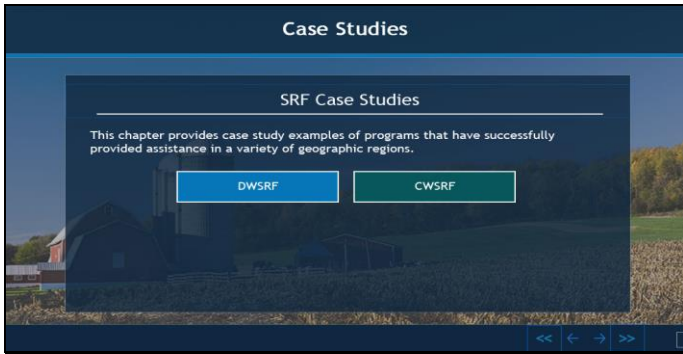 Case Studies
SRF Case Studies
This chapter provides case study examples of programs that have successfully
provided assistance in a variety of geographic regions.
DWSRF
CWSRF
<< ← → >>